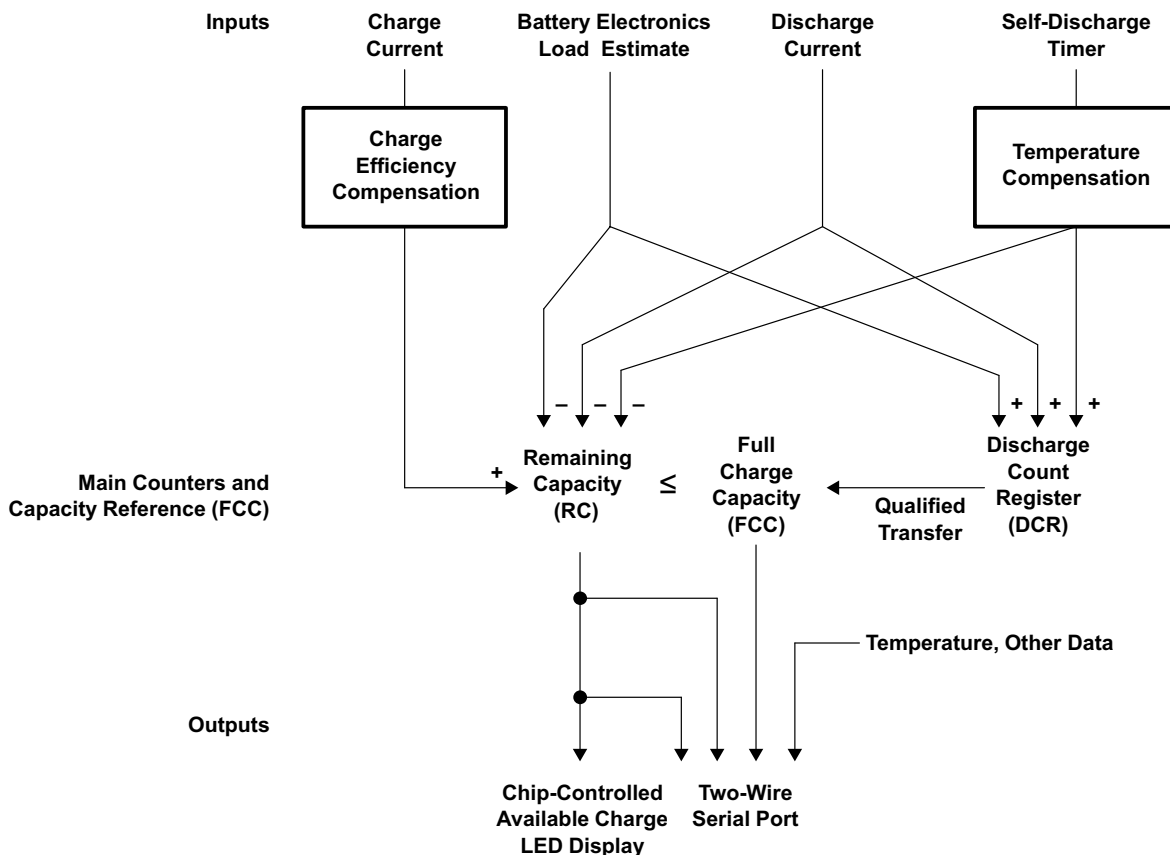 Inputs
Charge
Current
Battery Electronics
Load Estimate
Discharge
Current
Self-Discharge
Timer
Charge
Efficiency
Compensation
Temperature
Compensation
– – –
+ + +
Main Counters and
Capacity Reference (FCC)
+
Remaining
Capacity
(RC)
≤
Full
Charge
Capacity
(FCC)
Qualified
Transfer
Discharge
Count
Register
(DCR)
Temperature, Other Data
Outputs
Chip-Controlled
Available Charge
LED Display
Two-Wire
Serial Port